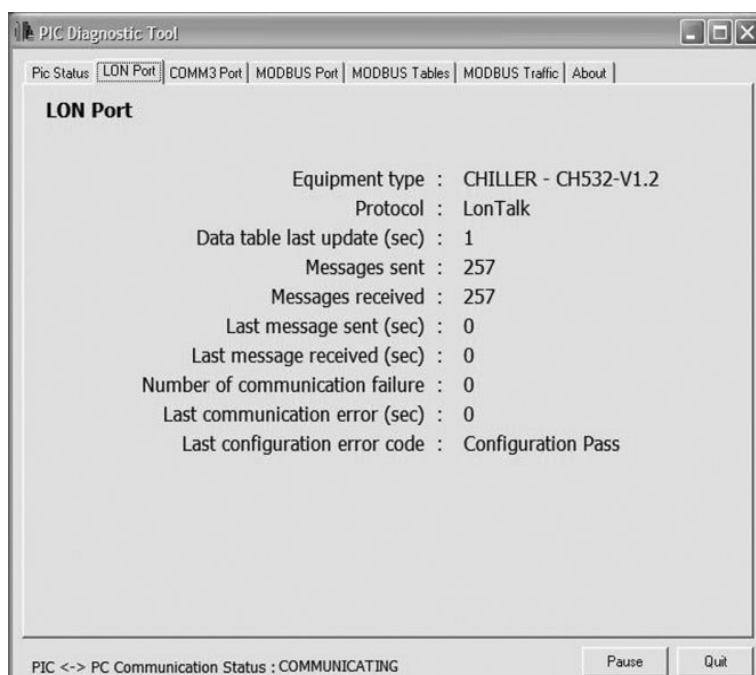 PIC Diagnostic Tool
Pic Status LON Port COMM3 Port MODBUS Port MODBUS Tables MODBUS Traffic About
LON Port
Equipment type : CHILLER - CH532-V1.2
Protocol : LonTalk
Data table last update (sec) : 1
Messages sent : 257
Messages received : 257
Last message sent (sec) : 0
Last message received (sec) : 0
Number of communication failure : 0
Last communication error (sec) : 0
Last configuration error code : Configuration Pass
PIC <-> PC Communication Status : COMMUNICATING Pause Quit